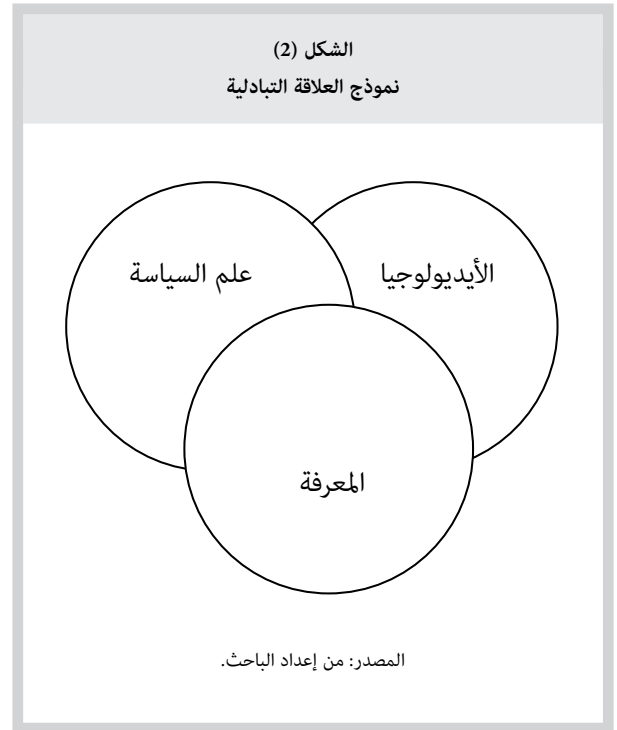 الشكل (2)
نموذج العلاقة التبادلية
الأيديولوجيا
علم السياسة
المعرفة
المصدر: من إعداد الباحث.